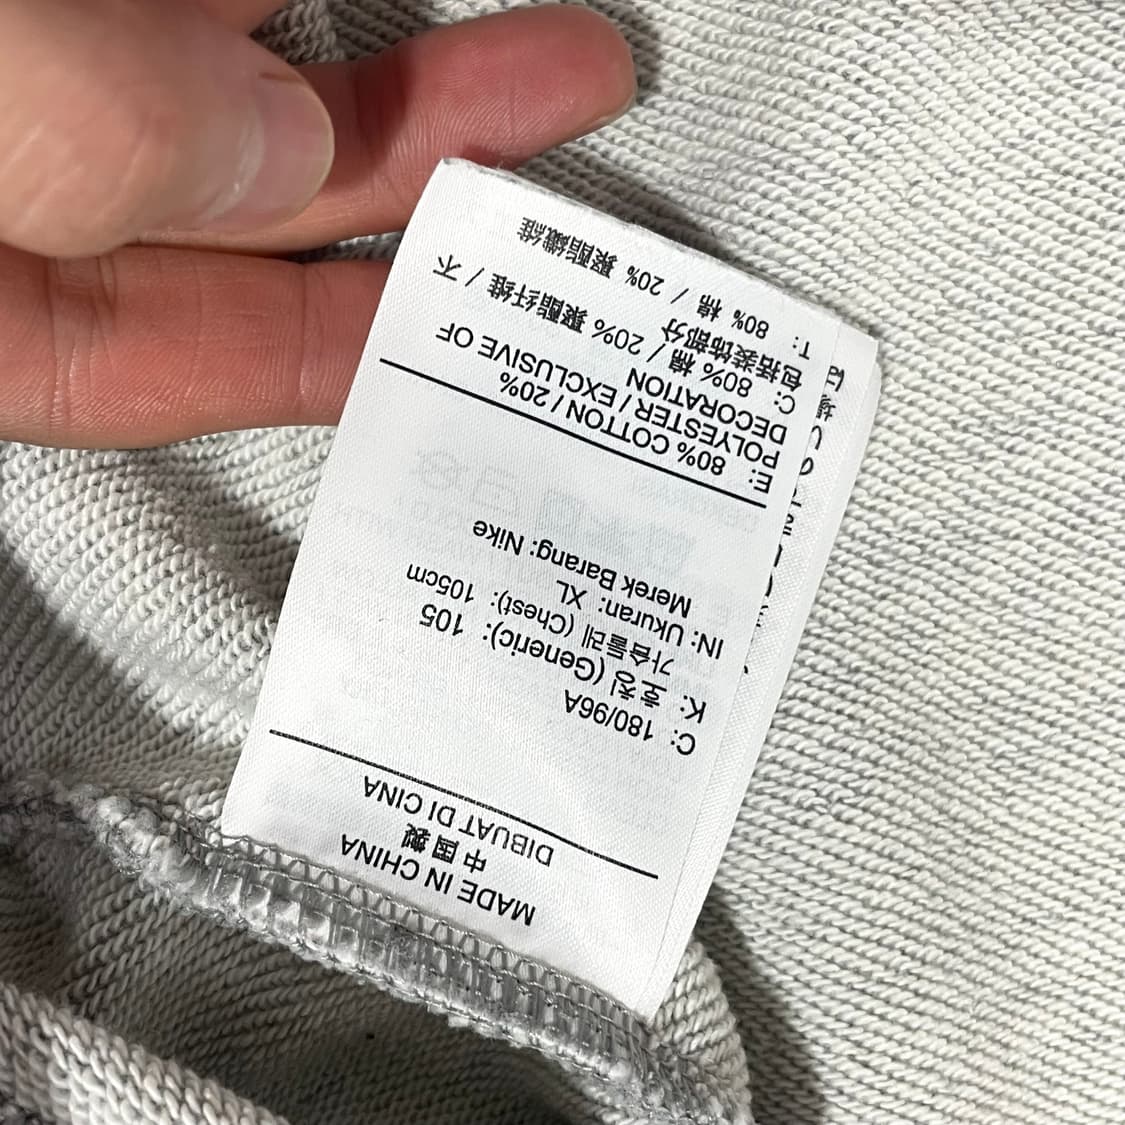 MADE IN CHINA
中国製
DIBUAT DI CINA
C: 180/96A
K: 호칭 (Generic): 105
가슴둘레 (Chest): 105cm
IN: Ukuran: XL
Merek Barang: Nike
E: 80% COTTON / 20%
POLYESTER / EXCLUSIVE OF
DECORATION
C: 80% 棉 / 20% 聚酯纤维 / 不
包括装饰部分
T: 80% 棉 / 20% 聚酯纖維